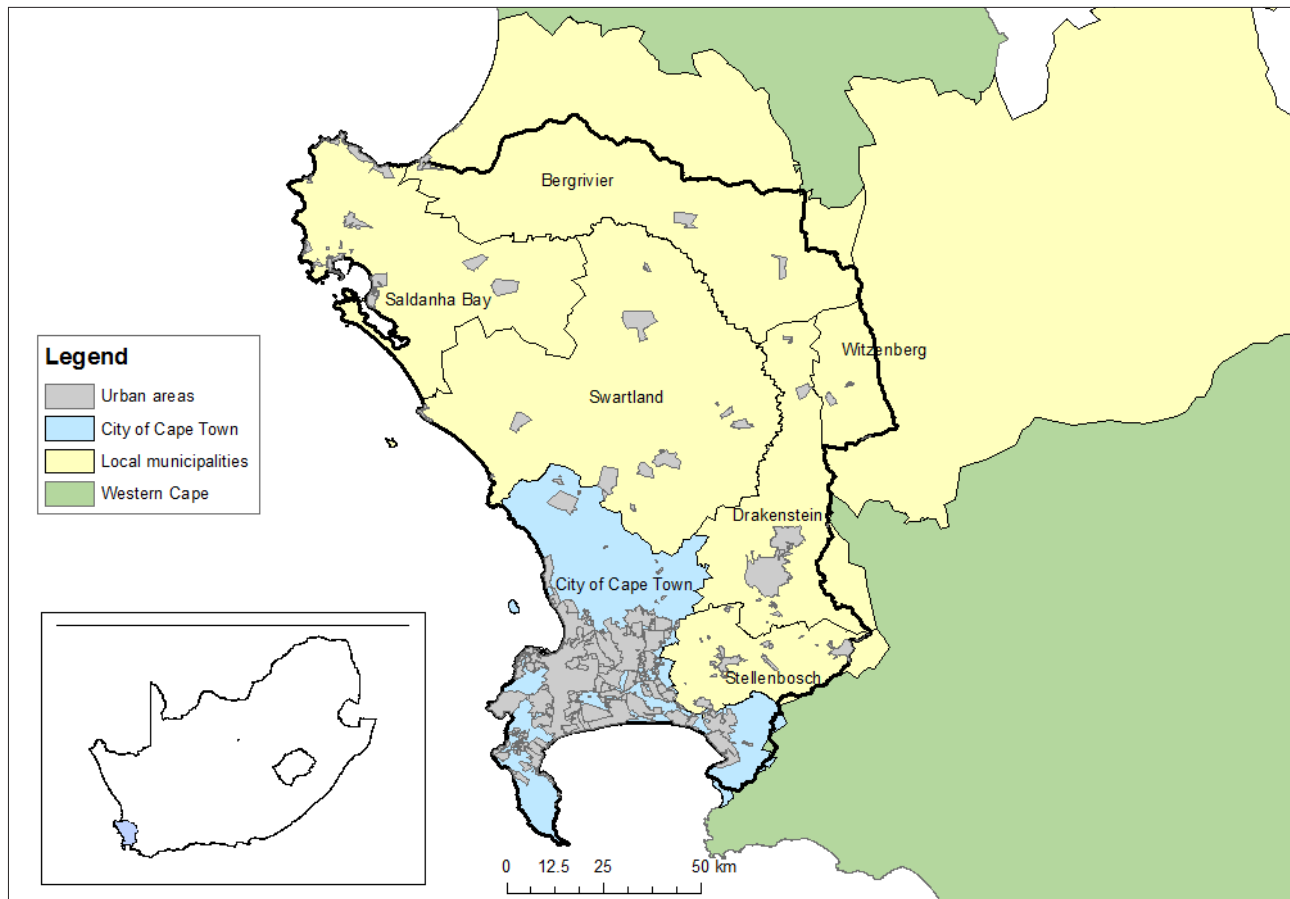 Bergrivier
Saldanha Bay
Witzenberg
Swartland
Legend
Urban areas
City of Cape Town
Local municipalities
Western Cape
Drakenstein
City of Cape Town
Stellenbosch
0 12.5 25 50 km